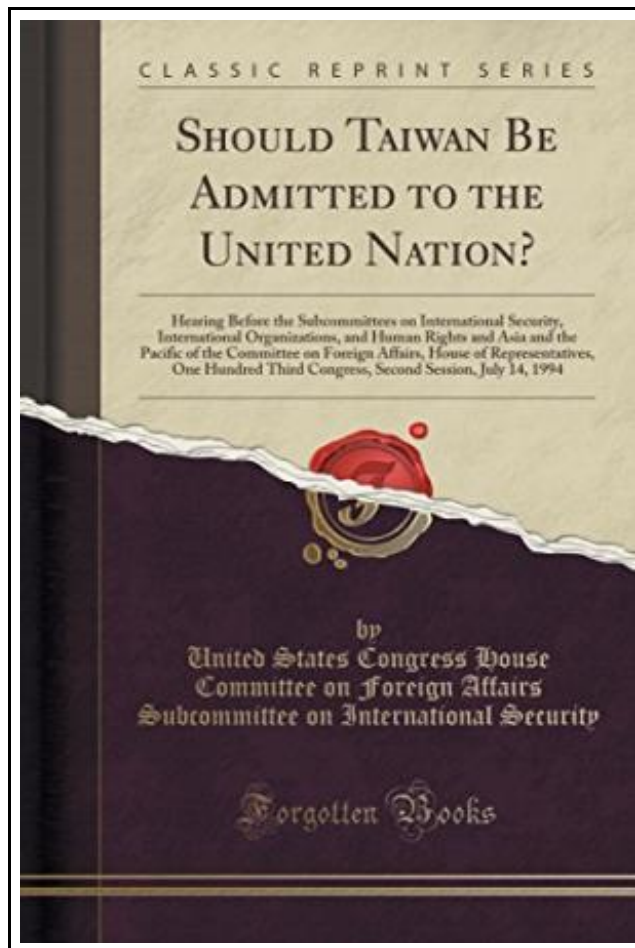 CLASSIC REPRINT SERIES
SHOULD TAIWAN BE
ADMITTED TO THE
UNITED NATION?
Hearing Before the Subcommittees on International Security,
International Organizations, and Human Rights and Asia and the
Pacific of the Committee on Foreign Affairs, House of Representatives,
One Hundred Third Congress, Second Session, July 14, 1994
by
United States Congress House
Committee on Foreign Affairs
Subcommittee on International Security
Forgotten Books